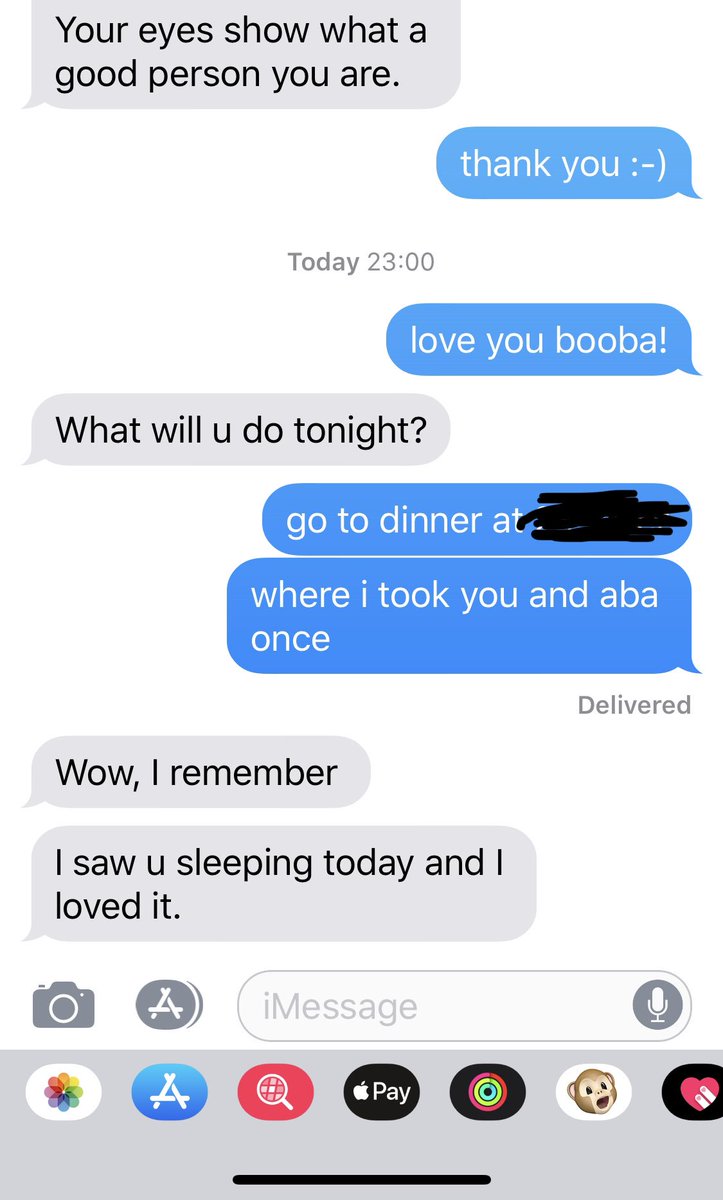 Your eyes show what a
good person you are.
thank you :-)
Today 23:00
love you booba!
What will u do tonight?
go to dinner at
where i took you and aba
once
Delivered
Wow, I remember
I saw u sleeping today and I
loved it.
iMessage
Pay